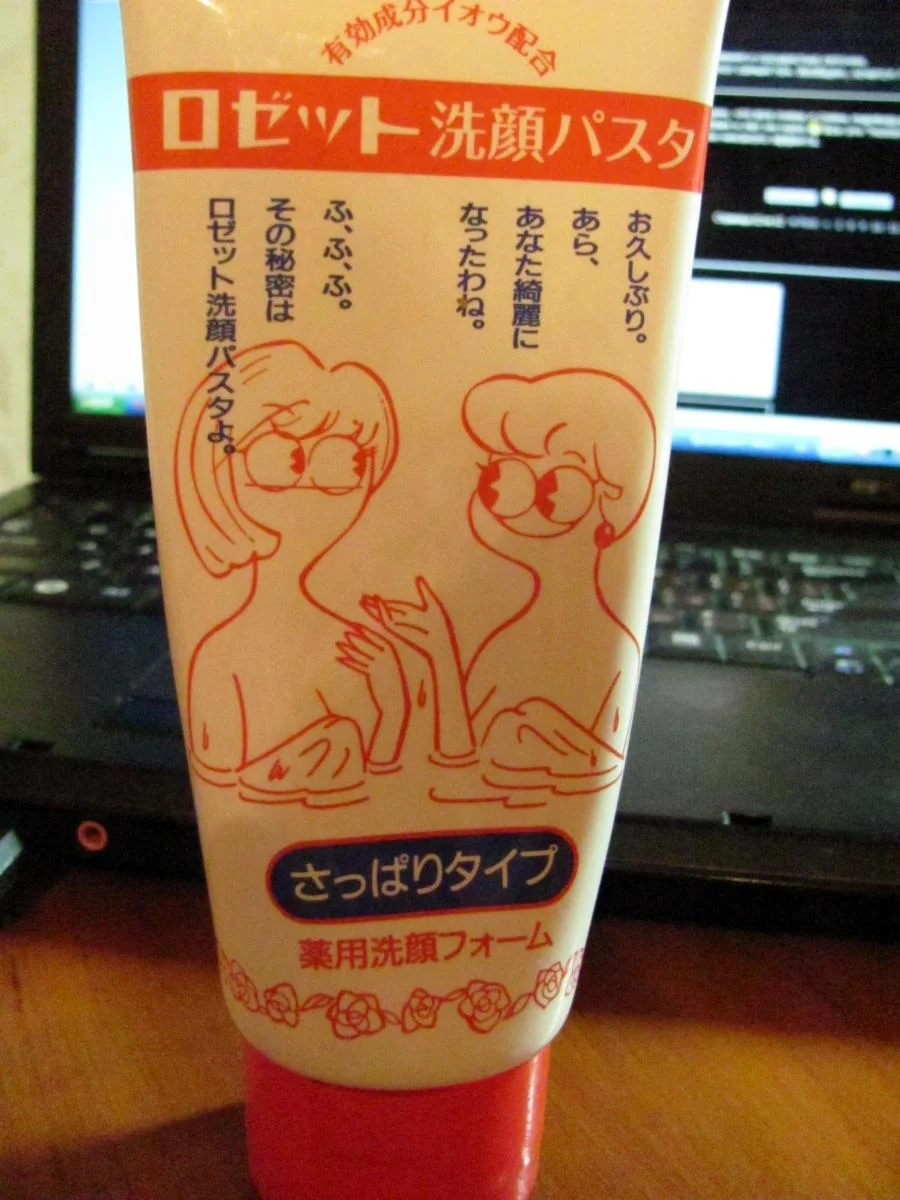 有効成分イオウ配合
ロゼット洗顔パスタ
お久しぶり。
あら、
あなた綺麗に
なったわね。
ふ、ふ、ふ。
その秘密は
ロゼット洗顔パスタよ。
さっぱりタイプ
薬用洗顔フォーム